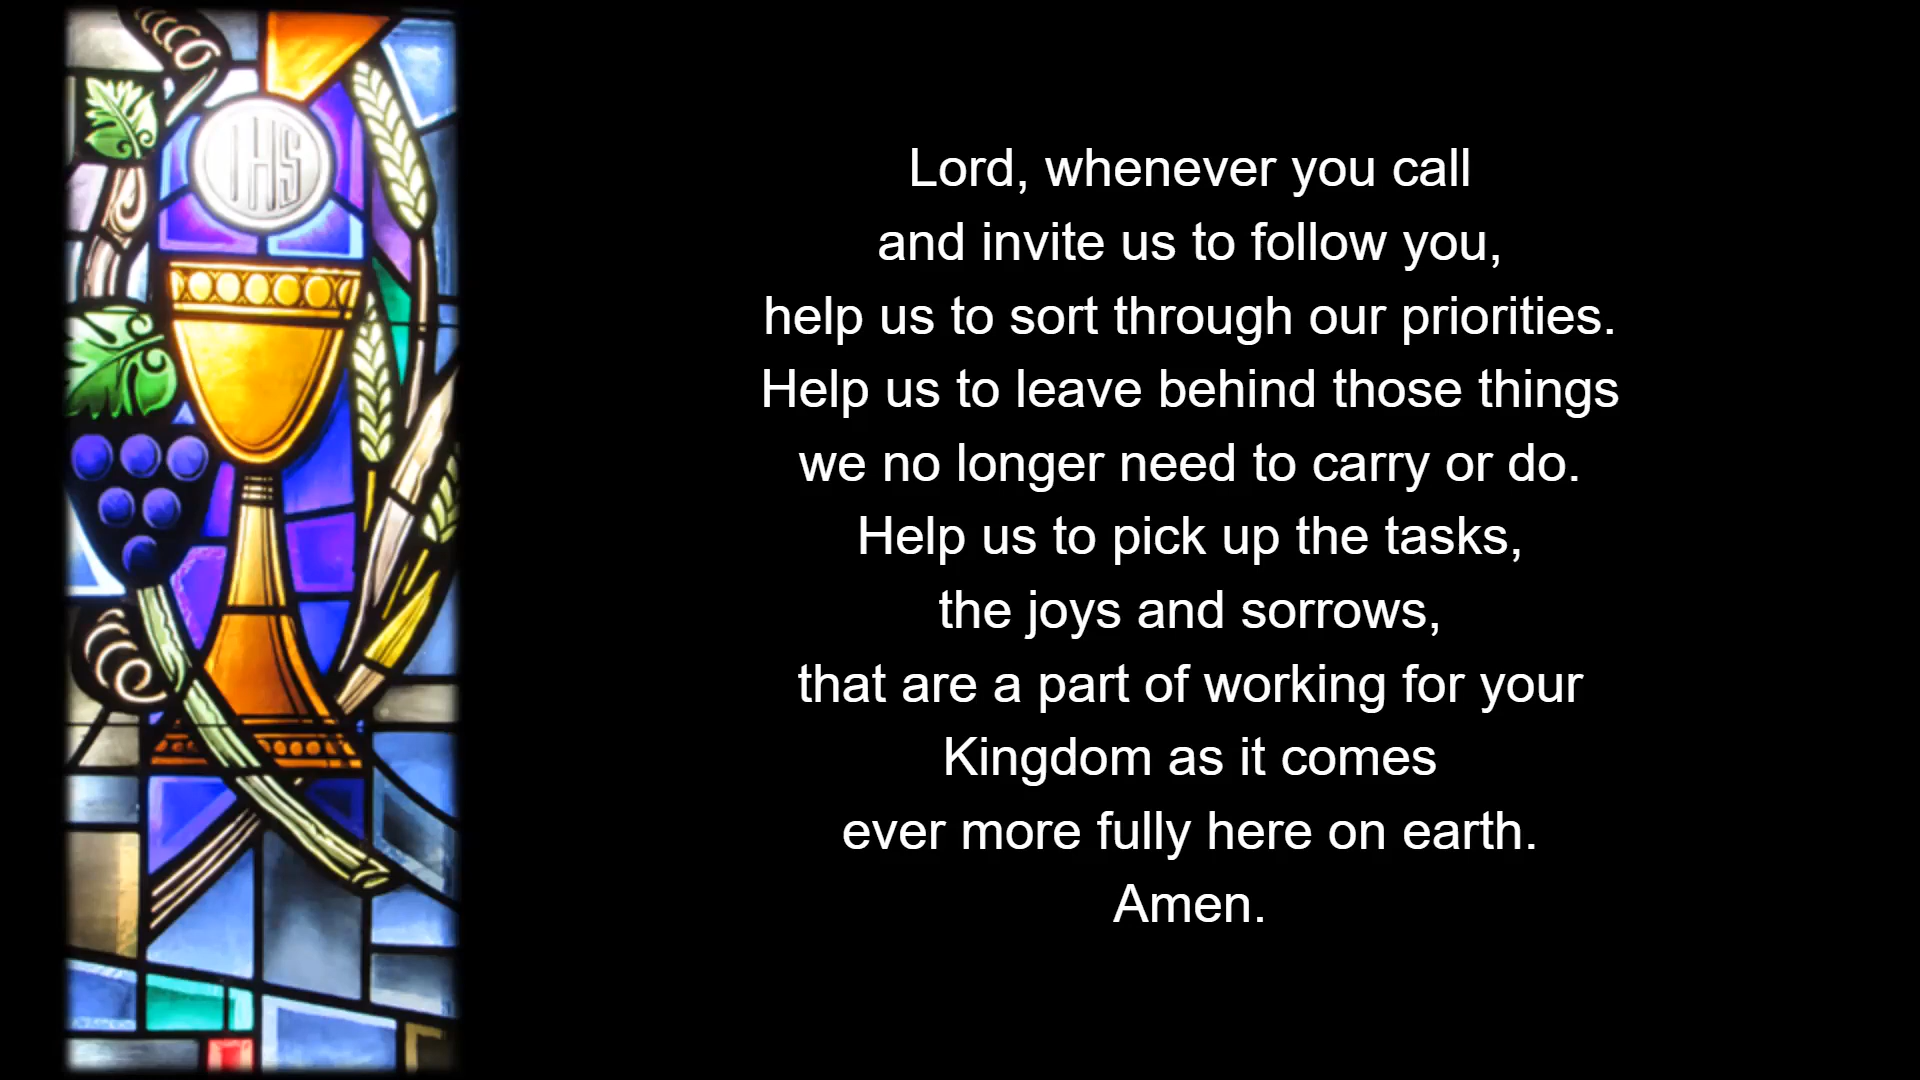 IHS
Lord, whenever you call
and invite us to follow you,
help us to sort through our priorities.
Help us to leave behind those things
we no longer need to carry or do.
Help us to pick up the tasks,
the joys and sorrows,
that are a part of working for your
Kingdom as it comes
ever more fully here on earth.
Amen.